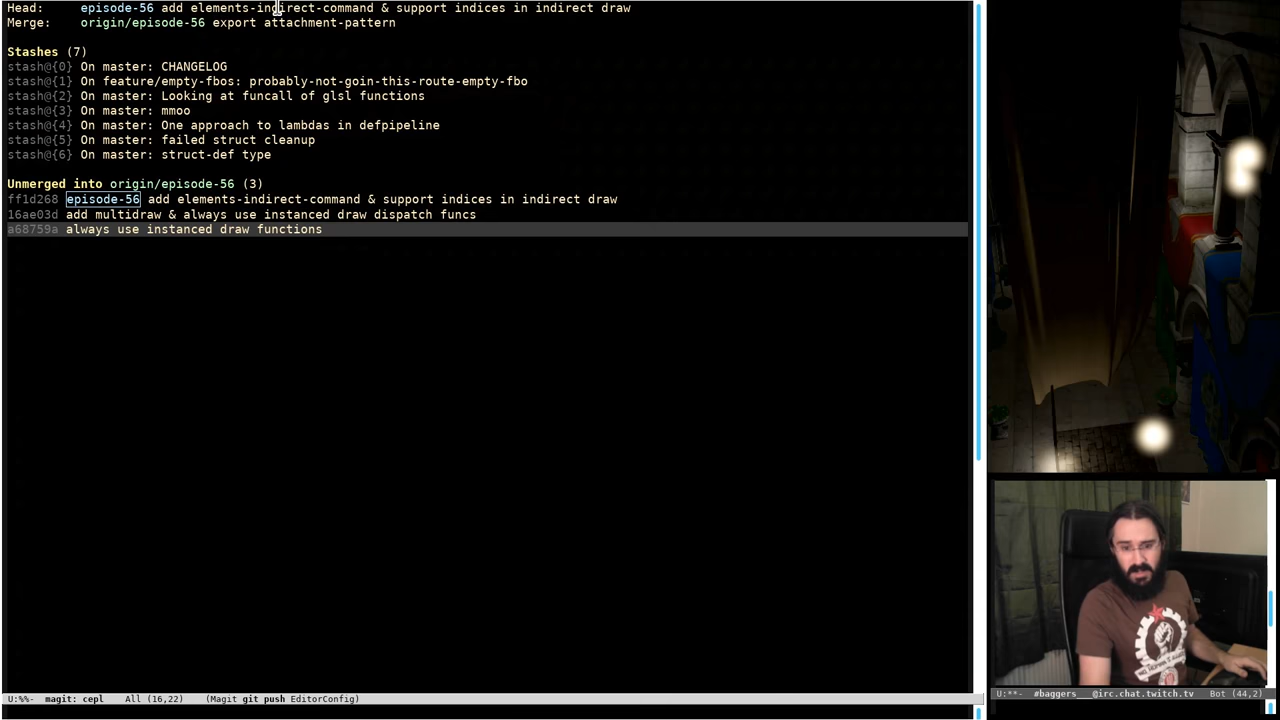 Head:     episode-56 add elements-indirect-command & support indices in indirect draw
Merge:    origin/episode-56 export attachment-pattern
Stashes (7)
stash@{0} On master: CHANGELOG
stash@{1} On feature/empty-fbos: probably-not-goin-this-route-empty-fbo
stash@{2} On master: Looking at funcall of glsl functions
stash@{3} On master: mmoo
stash@{4} On master: One approach to lambdas in defpipeline
stash@{5} On master: failed struct cleanup
stash@{6} On master: struct-def type
Unmerged into origin/episode-56 (3)
ff1d268 episode-56 add elements-indirect-command & support indices in indirect draw
16ae03d add multidraw & always use instanced draw dispatch funcs
a68759a always use instanced draw functions
U:%%-  magit: cepl   All (16,22)   (Magit git push EditorConfig)
U:**-  #baggers___@irc.chat.twitch.tv   Bot (44,2)